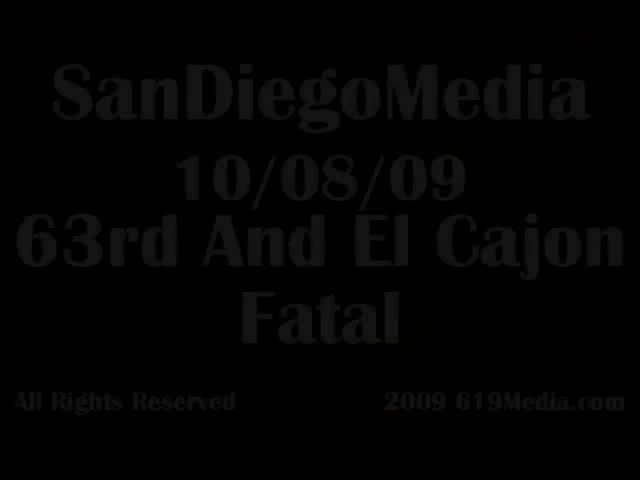 SanDiegoMedia
10/08/09
63rd And El Cajon
Fatal
All Rights Reserved 2009 619Media.com